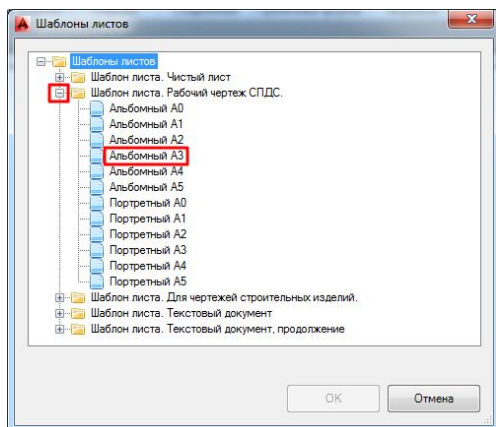 Шаблоны листов
Шаблоны листов
Шаблон листа. Чистый лист
Шаблон листа. Рабочий чертеж СПДС.
Альбомный А0
Альбомный А1
Альбомный А2
Альбомный А3
Альбомный А4
Альбомный А5
Портретный А0
Портретный А1
Портретный А2
Портретный А3
Портретный А4
Портретный А5
Шаблон листа. Для чертежей строительных изделий.
Шаблон листа. Текстовый документ
Шаблон листа. Текстовый документ, продолжение
OK
Отмена